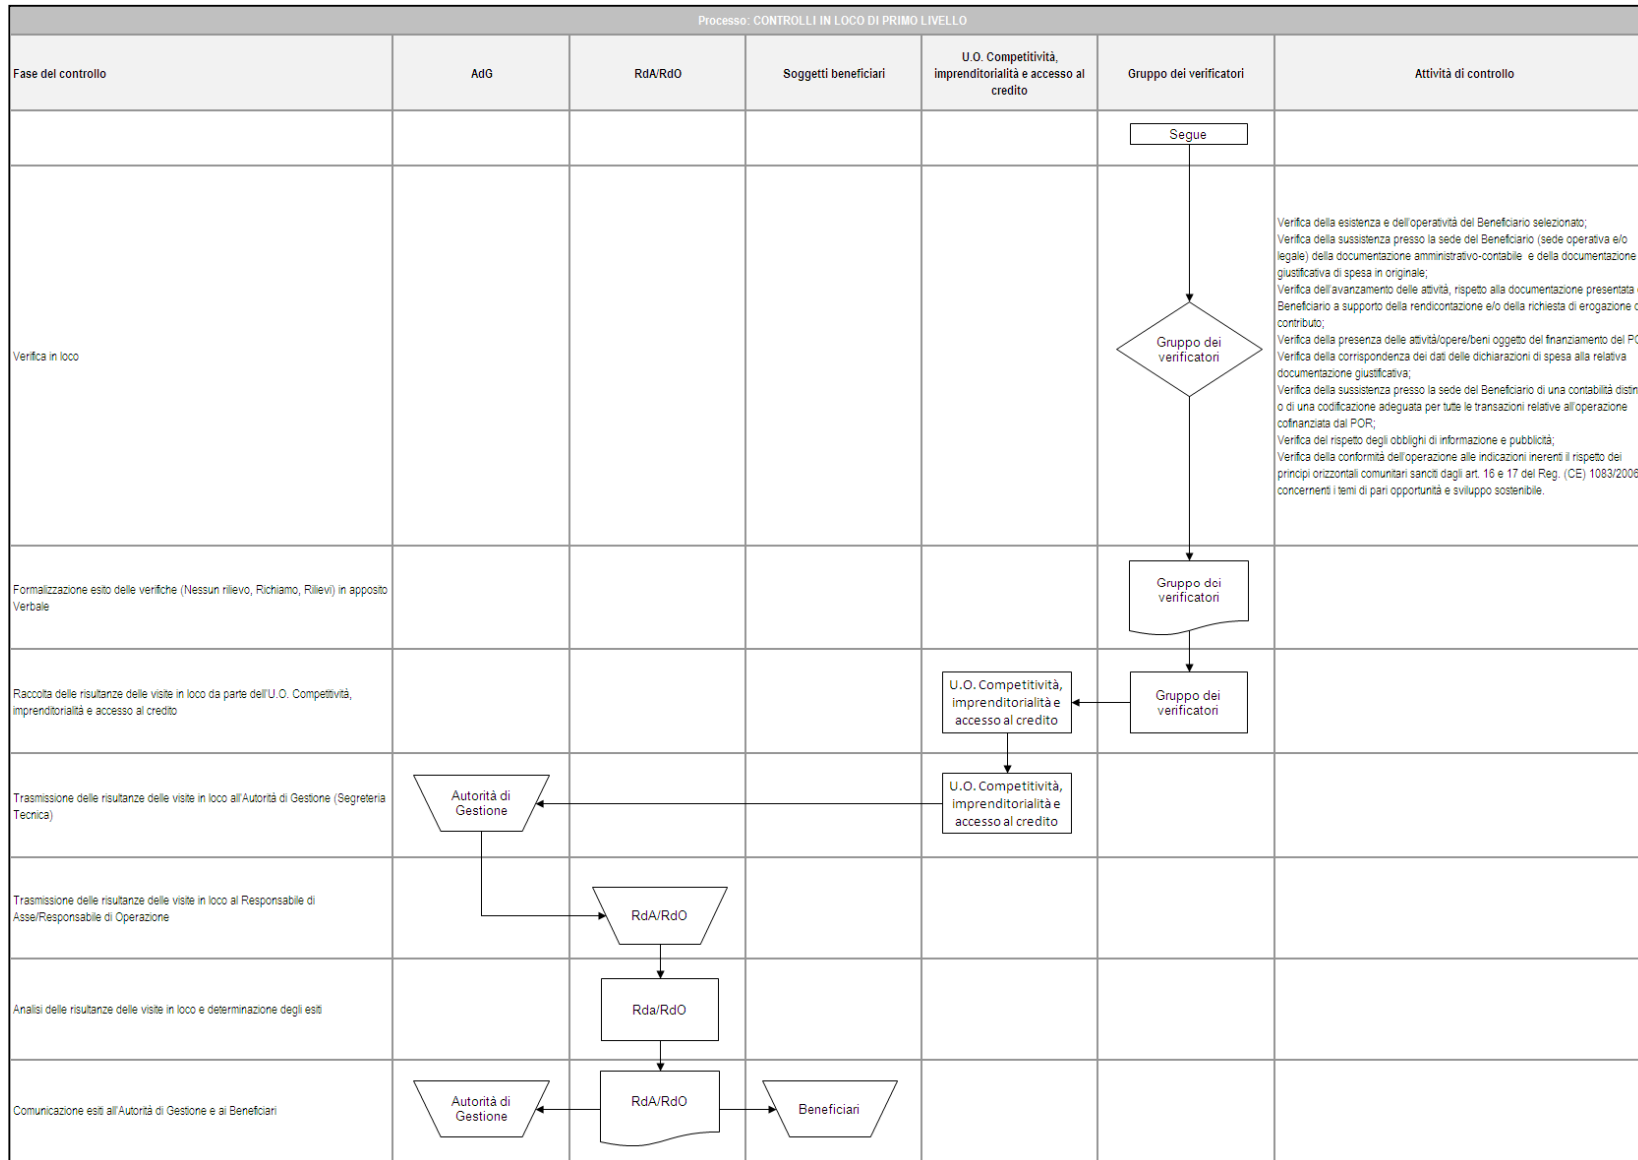 Processo: CONTROLLI IN LOCO DI PRIMO LIVELLO
Fase del controllo
AdG
RdA/RdO
Soggetti beneficiari
U.O. Competitività,
imprenditorialità e accesso al
credito
Gruppo dei verificatori
Attività di controllo
Segue
Verifica in loco
Gruppo dei
verificatori
Verifica della esistenza e dell'operatività del Beneficiario selezionato;
Verifica della sussistenza presso la sede del Beneficiario (sede operativa e/o
legale) della documentazione amministrativo-contabile e della documentazione
giustificativa di spesa in originale;
Verifica dell'avanzamento delle attività, rispetto alla documentazione presentata
Beneficiario a supporto della rendicontazione e/o della richiesta di erogazione
contributo;
Verifica della presenza delle attività/opere/beni oggetto del finanziamento del
Verifica della corrispondenza dei dati delle dichiarazioni di spesa alla relativa
documentazione giustificativa;
Verifica della sussistenza presso la sede del Beneficiario di una contabilità
o di una codificazione adeguata per tutte le transazioni relative all'operazione
cofinanziata dal POR;
Verifica del rispetto degli obblighi di informazione e pubblicità;
Verifica della conformità dell'operazione alle indicazioni inerenti il rispetto dei
principi orizzontali comunitari sanciti dagli art. 16 e 17 del Reg. (CE) 1083/2006
concernenti i temi di pari opportunità e sviluppo sostenibile.
Formalizzazione esito delle verifiche (Nessun rilievo, Richiamo, Rilievi) in apposito
Verbale
Gruppo dei
verificatori
Raccolta delle risultanze delle visite in loco da parte dell'U.O. Competitività,
imprenditorialità e accesso al credito
U.O. Competitività,
imprenditorialità e
accesso al credito
Gruppo dei
verificatori
Trasmissione delle risultanze delle visite in loco all'Autorità di Gestione (Segreteria
Tecnica)
Autorità di
Gestione
U.O. Competitività,
imprenditorialità e
accesso al credito
Trasmissione delle risultanze delle visite in loco al Responsabile di
Asse/Responsabile di Operazione
RdA/RdO
Analisi delle risultanze delle visite in loco e determinazione degli esiti
Rda/RdO
Comunicazione esiti all'Autorità di Gestione e ai Beneficiari
Autorità di
Gestione
RdA/RdO
Beneficiari